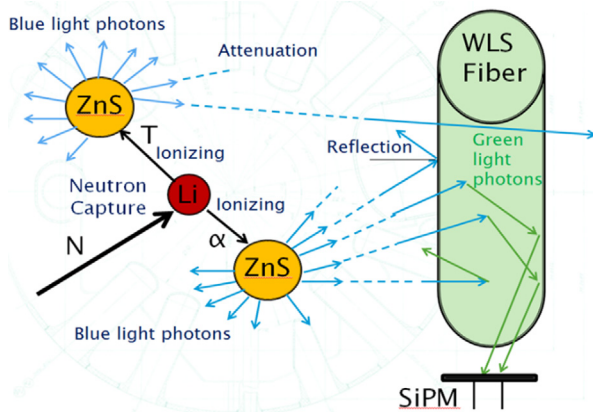 Blue light photons
Attenuation
WLS
Fiber
ZnS
T
Ionizing
Reflection
Green
light
photons
Neutron
Capture
Li
Ionizing
N
α
ZnS
Blue light photons
SiPM